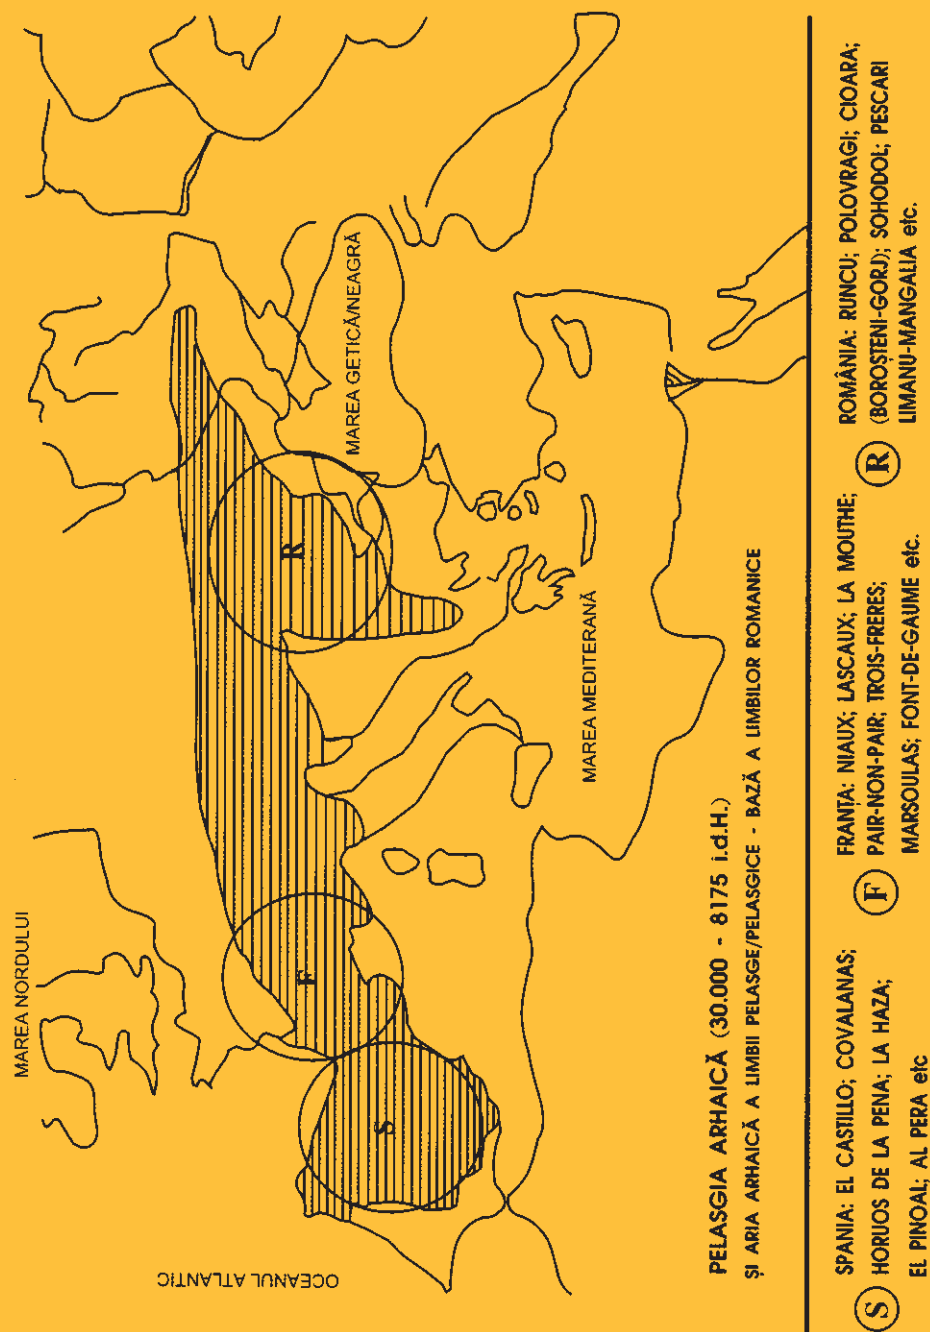 MAREA NORDULUI
OCEANUL ATLANTIC
MAREA GETICĂ/NEAGRĂ
MAREA MEDITERANĂ
S
F
R
PELASGIA ARHAICĂ (30.000 - 8175 i.d.H.)
ȘI ARIA ARHAICĂ A LIMBII PELASGE/PELASGICE - BAZĂ A LIMBILOR ROMANICE
S
SPANIA: EL CASTILLO; COVALANAS;
HORUOS DE LA PENA; LA HAZA;
EL PINOAL; AL PERA etc
F
FRANȚA: NIAUX; LASCAUX; LA MOUTHE;
PAIR-NON-PAIR; TROIS-FRERES;
MARSOULAS; FONT-DE-GAUME etc.
R
ROMÂNIA: RUNCU; POLOVRAGI; CIOARA;
(BOROȘTENI-GORJ); SOHODOL; PESCARI
LIMANU-MANGALIA etc.